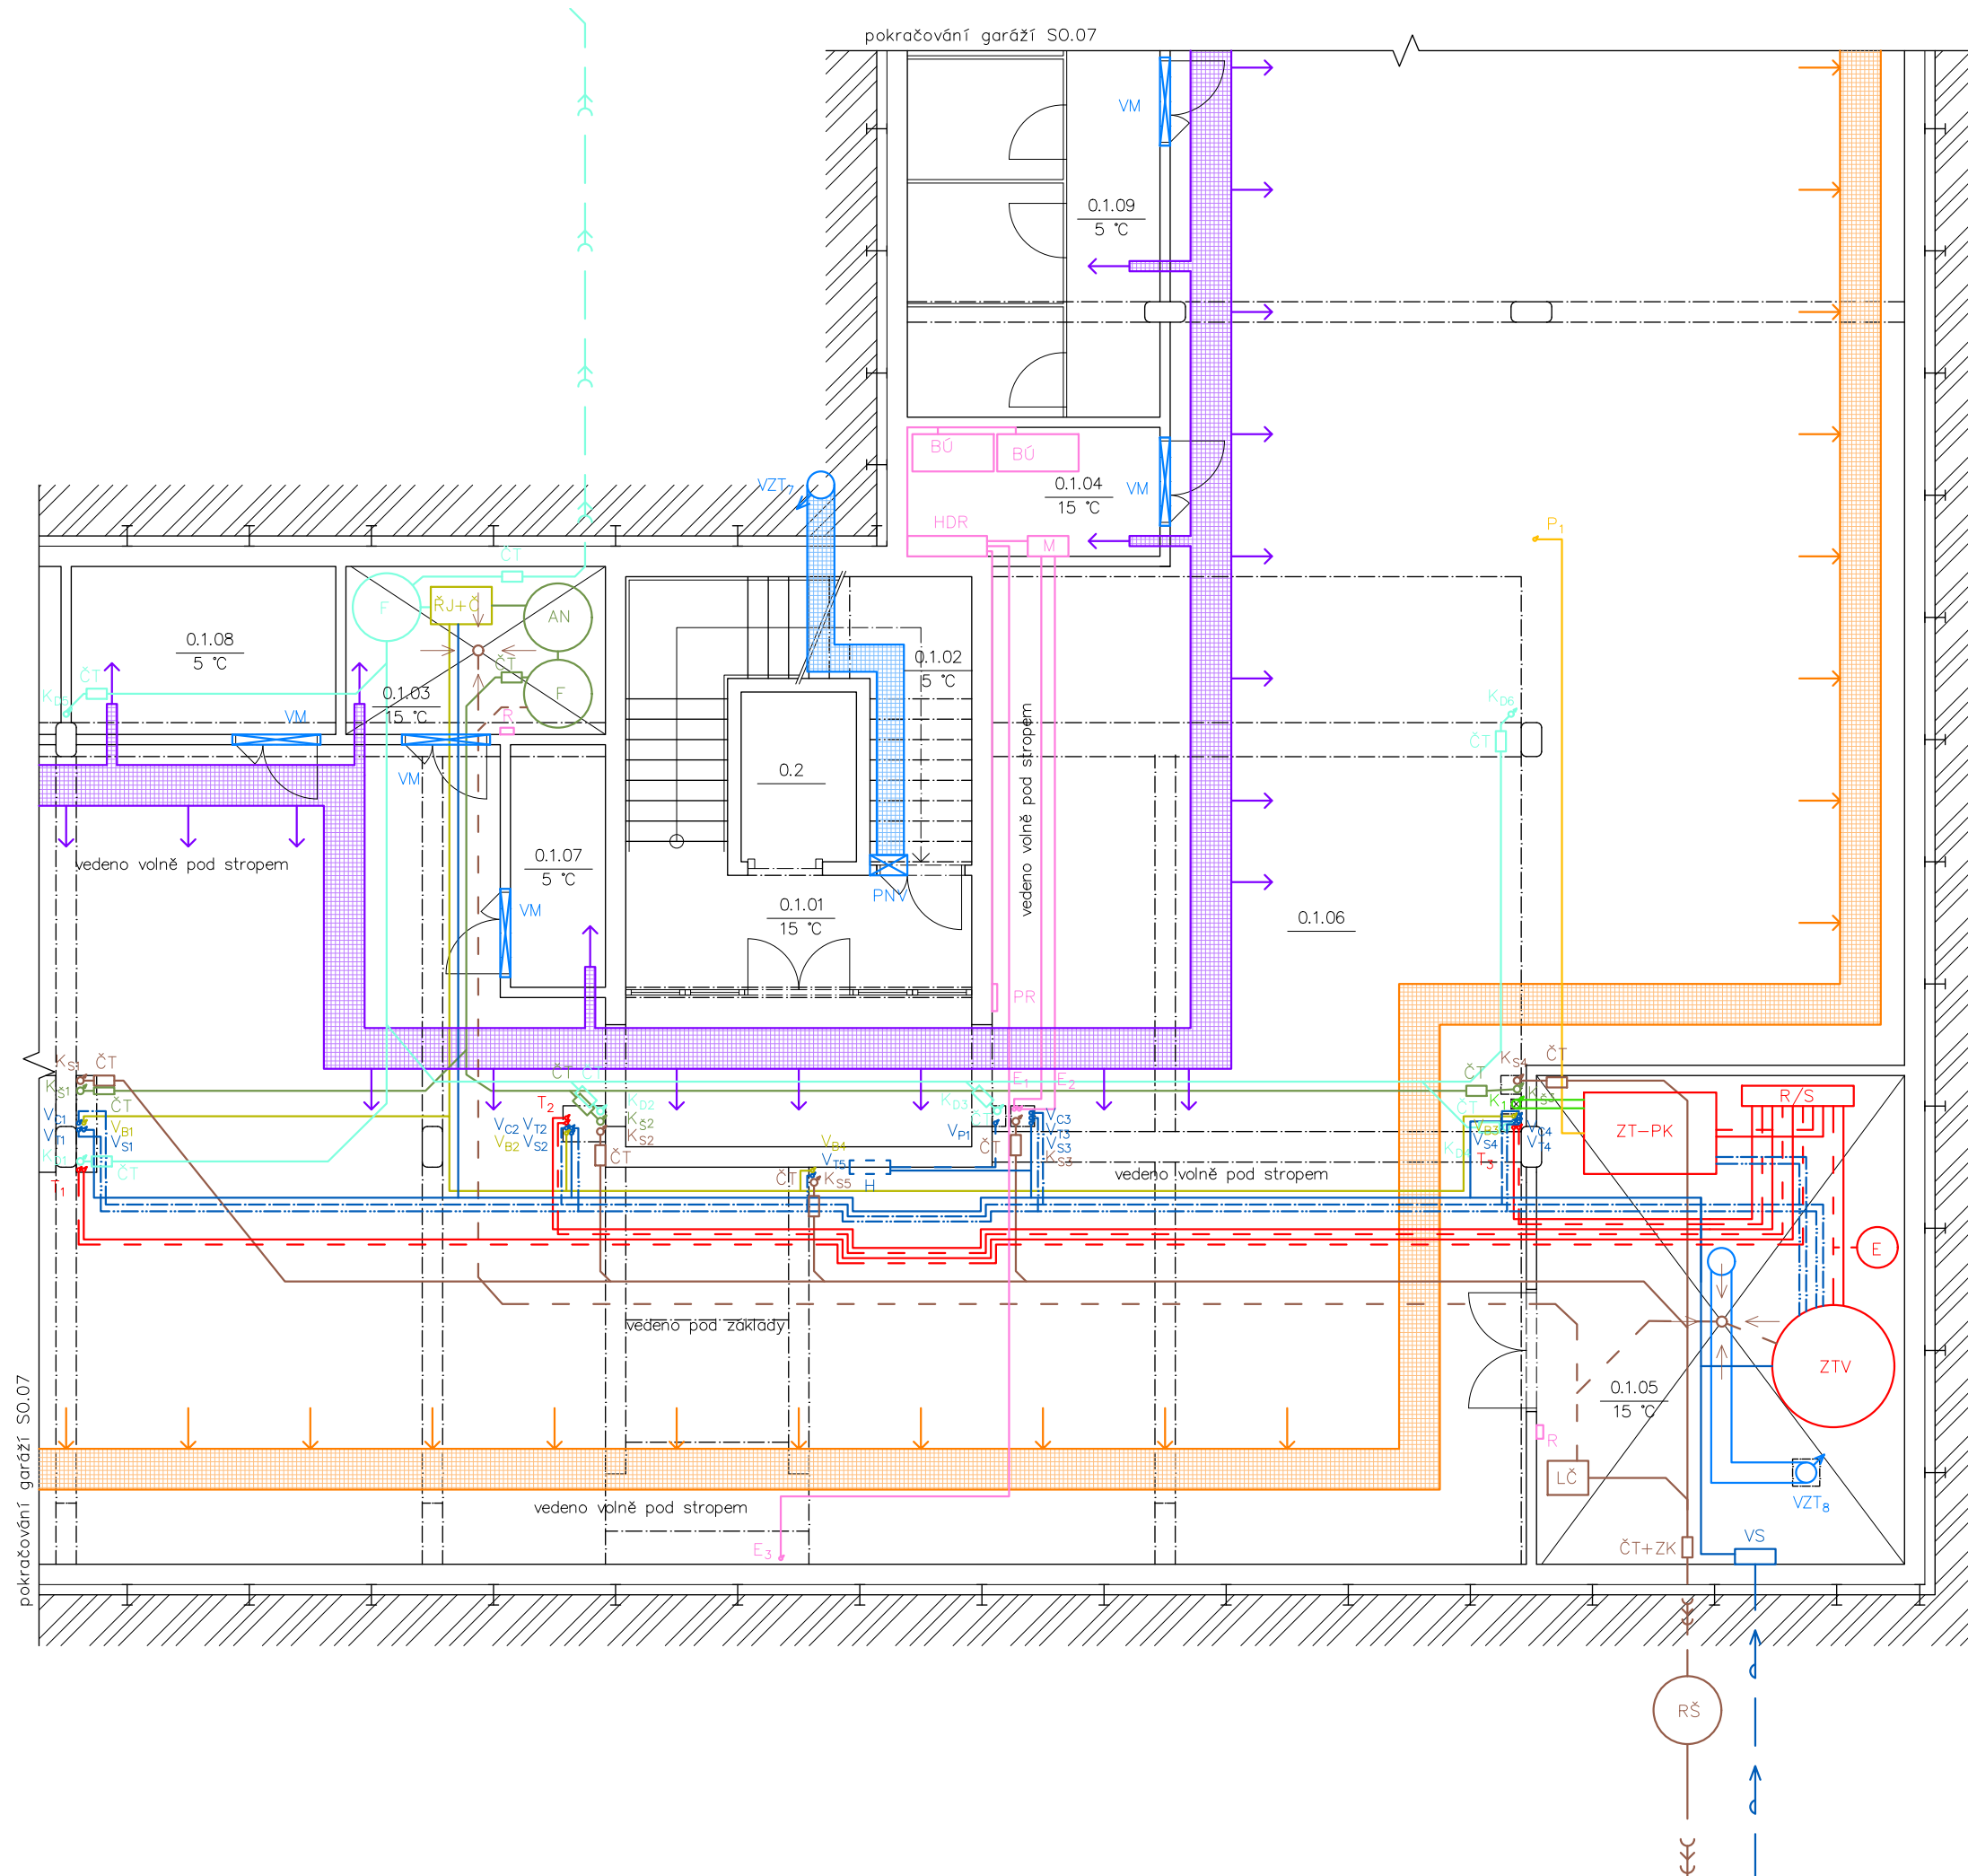 pokračování garáží SO.07
VM
0.1.09
5 °C
BÚ
BÚ
VZT7
0.1.04
15 °C
VM
HDR
M
P1
ČT
F
ŘJ+Č
AN
0.1.08
5 °C
ČT
F
ČT
KD5
0.1.03
15 °C
R
VM
VM
0.1.02
5 °C
0.2
KD6
ČT
vedeno volně pod stropem
vedeno volně pod stropem
0.1.07
5 °C
VM
PNV
0.1.01
15 °C
0.1.06
PR
KS1
ČT
KŠ1
ČT
VC1
VT1
VB1
VS1
KD1
ČT
T1
ČT
ČT
T2
KD2
KŠ2
KS2
VC2
VT2
VB2
VS2
ČT
E1
E2
KD3
ČT
VP1
ČT
VC3
VT3
VS3
KS3
VB4
VT5
ČT
KS5
H
KS4
ČT
ČT
KŠ3
K1
ČT
VB3
VS4
VC4
VT4
KD4
T3
ZT-PK
R/S
vedeno volně pod stropem
E
vedeno pod základy
ZTV
0.1.05
15 °C
R
LČ
pokračování garáží SO.07
vedeno volně pod stropem
E3
VZT8
VS
ČT+ZK
RŠ